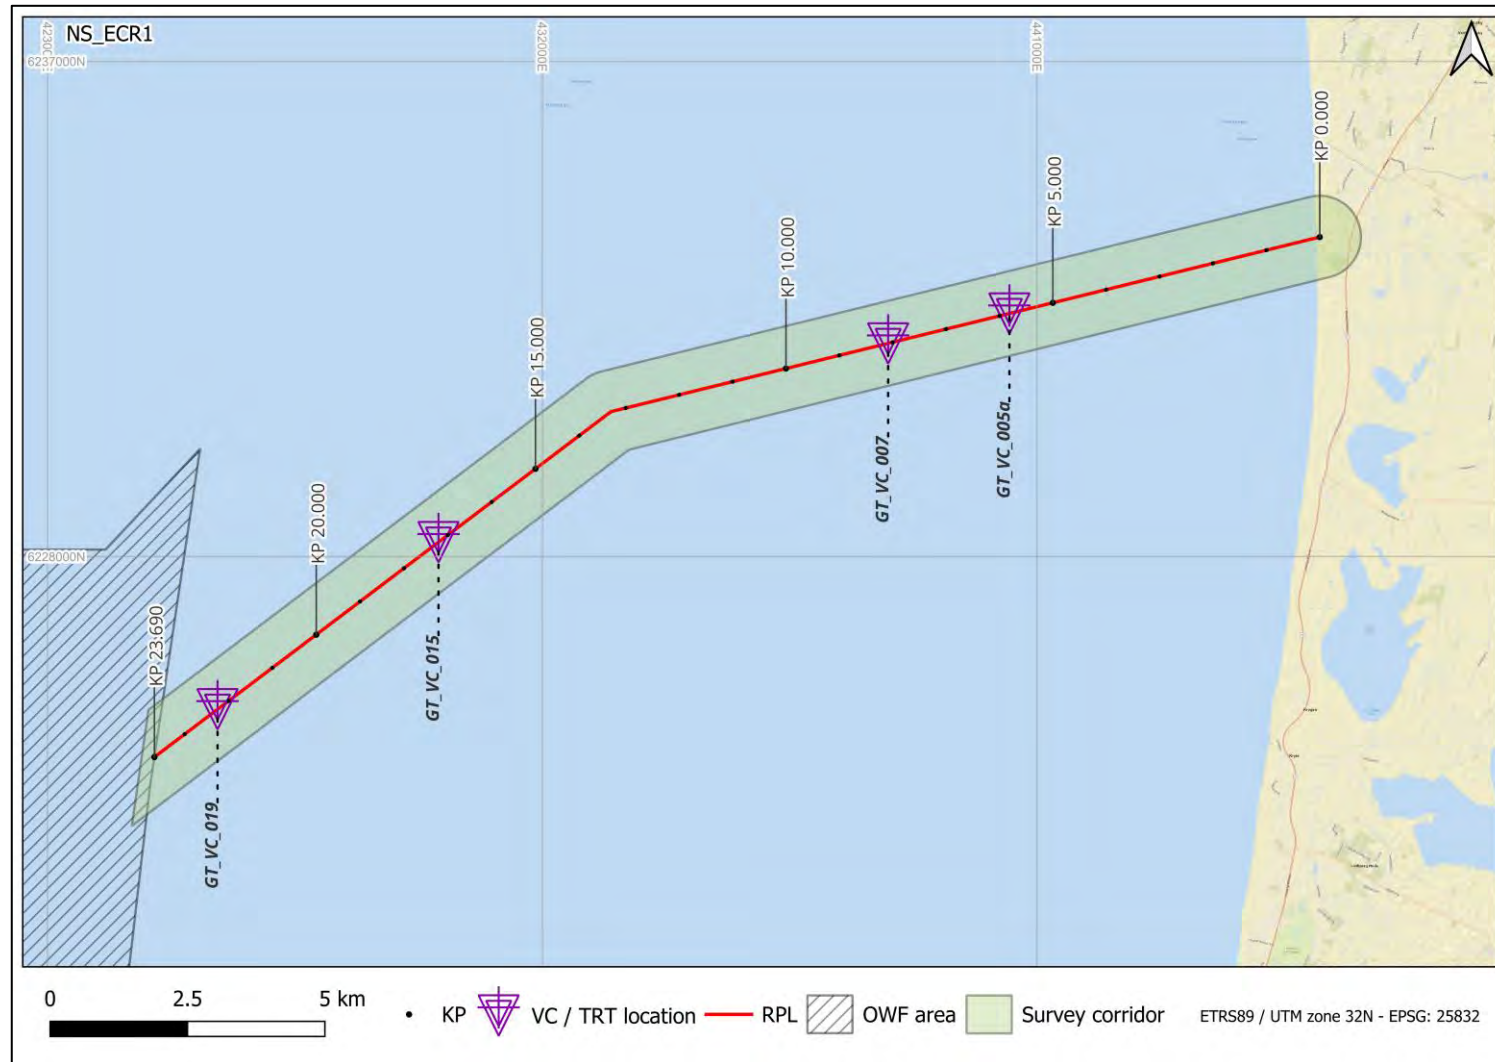 NS_ECR1
432000E
441000E
6237000N
KP 0.000
KP 5.000
KP 10.000
KP 15.000
GT_VC_005a
GT_VC_007
6228000N
KP 20.000
GT_VC_015
KP 23.690
GT_VC_019
0 2.5 5 km
KP VC / TRT location RPL OWF area Survey corridor ETRS89 / UTM zone 32N - EPSG: 25832